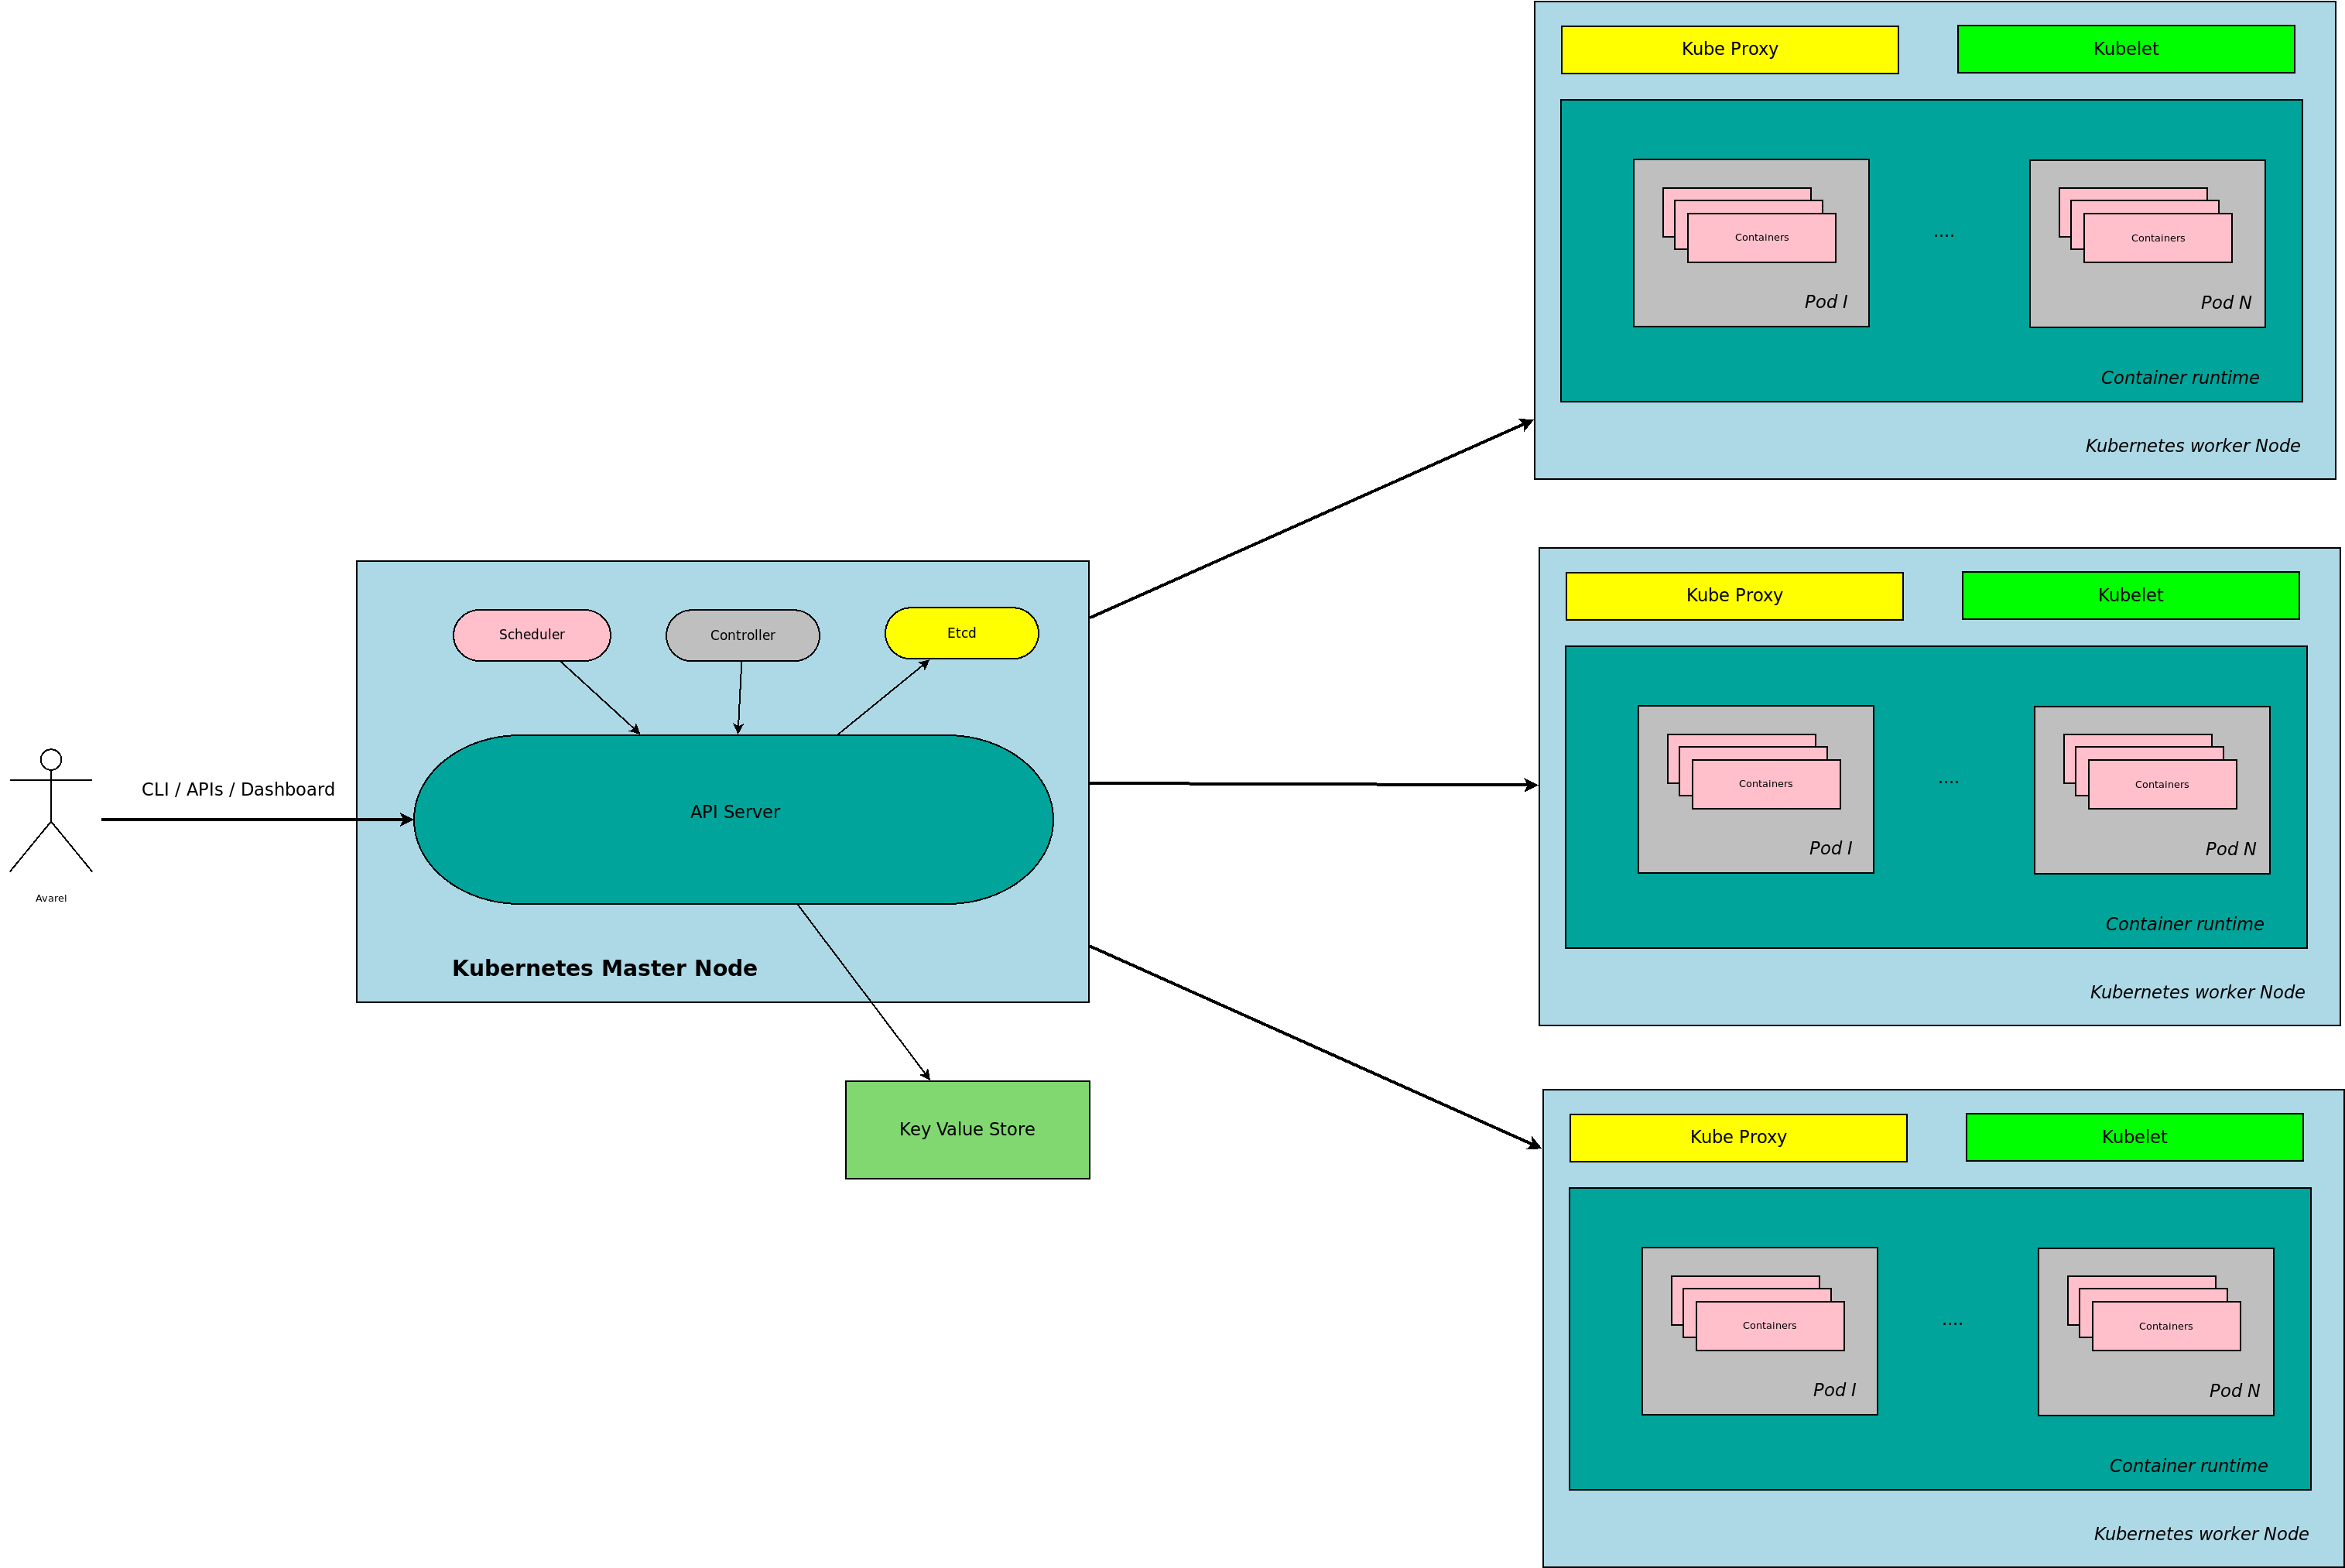 Kube Proxy
Kubelet
Containers
Containers
....
Pod I
Pod N
Container runtime
Kubernetes worker Node
Scheduler
Controller
Etcd
CLI / APIs / Dashboard
API Server
Avarel
Kubernetes Master Node
Key Value Store
Kube Proxy
Kubelet
Containers
Containers
....
Pod I
Pod N
Container runtime
Kubernetes worker Node
Kube Proxy
Kubelet
Containers
Containers
....
Pod I
Pod N
Container runtime
Kubernetes worker Node